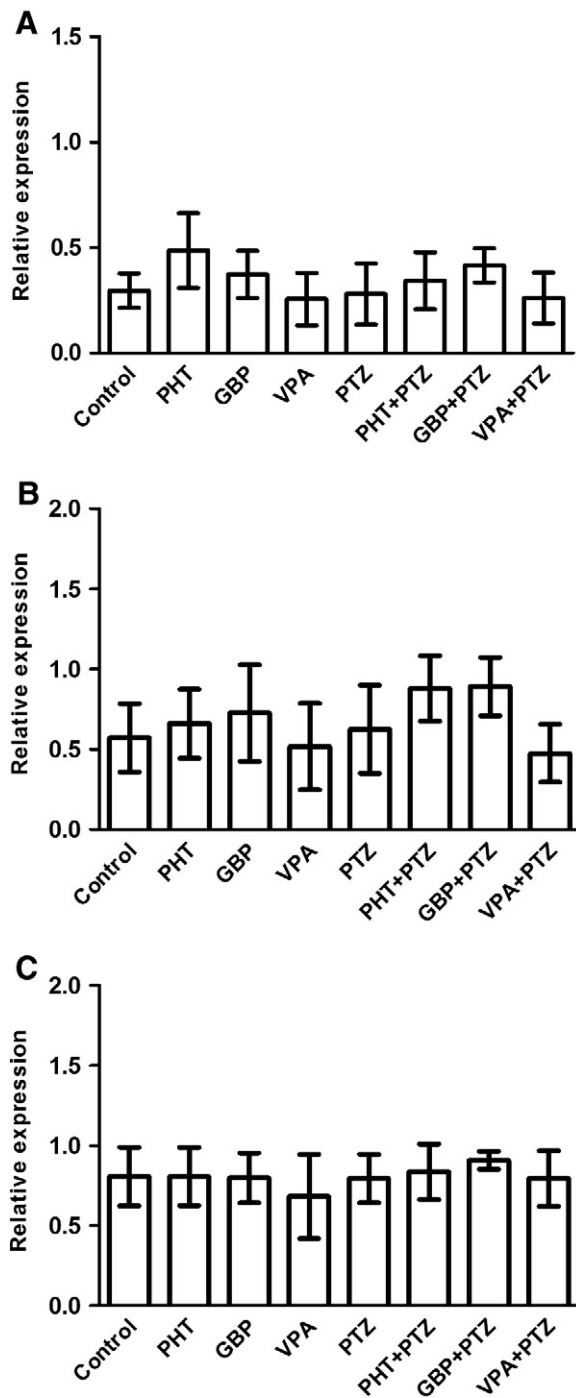 A
Relative expression
1.5
1.0
0.5
0.0
Control
PHT
GBP
VPA
PTZ
PHT+PTZ
GBP+PTZ
VPA+PTZ
B
Relative expression
2.0
1.5
1.0
0.5
0.0
Control
PHT
GBP
VPA
PTZ
PHT+PTZ
GBP+PTZ
VPA+PTZ
C
Relative expression
2.0
1.5
1.0
0.5
0.0
Control
PHT
GBP
VPA
PTZ
PHT+PTZ
GBP+PTZ
VPA+PTZ